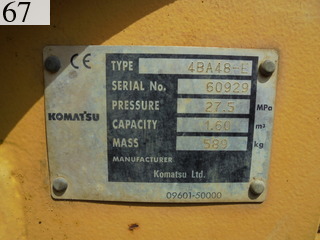 67
CE
TYPE 4BA48-E
SERIAL No. 60929
PRESSURE 27.5 MPa
KOMATSU
CAPACITY 1.60 m³
MASS 589 kg
MANUFACTURER
Komatsu Ltd.
09601-50000